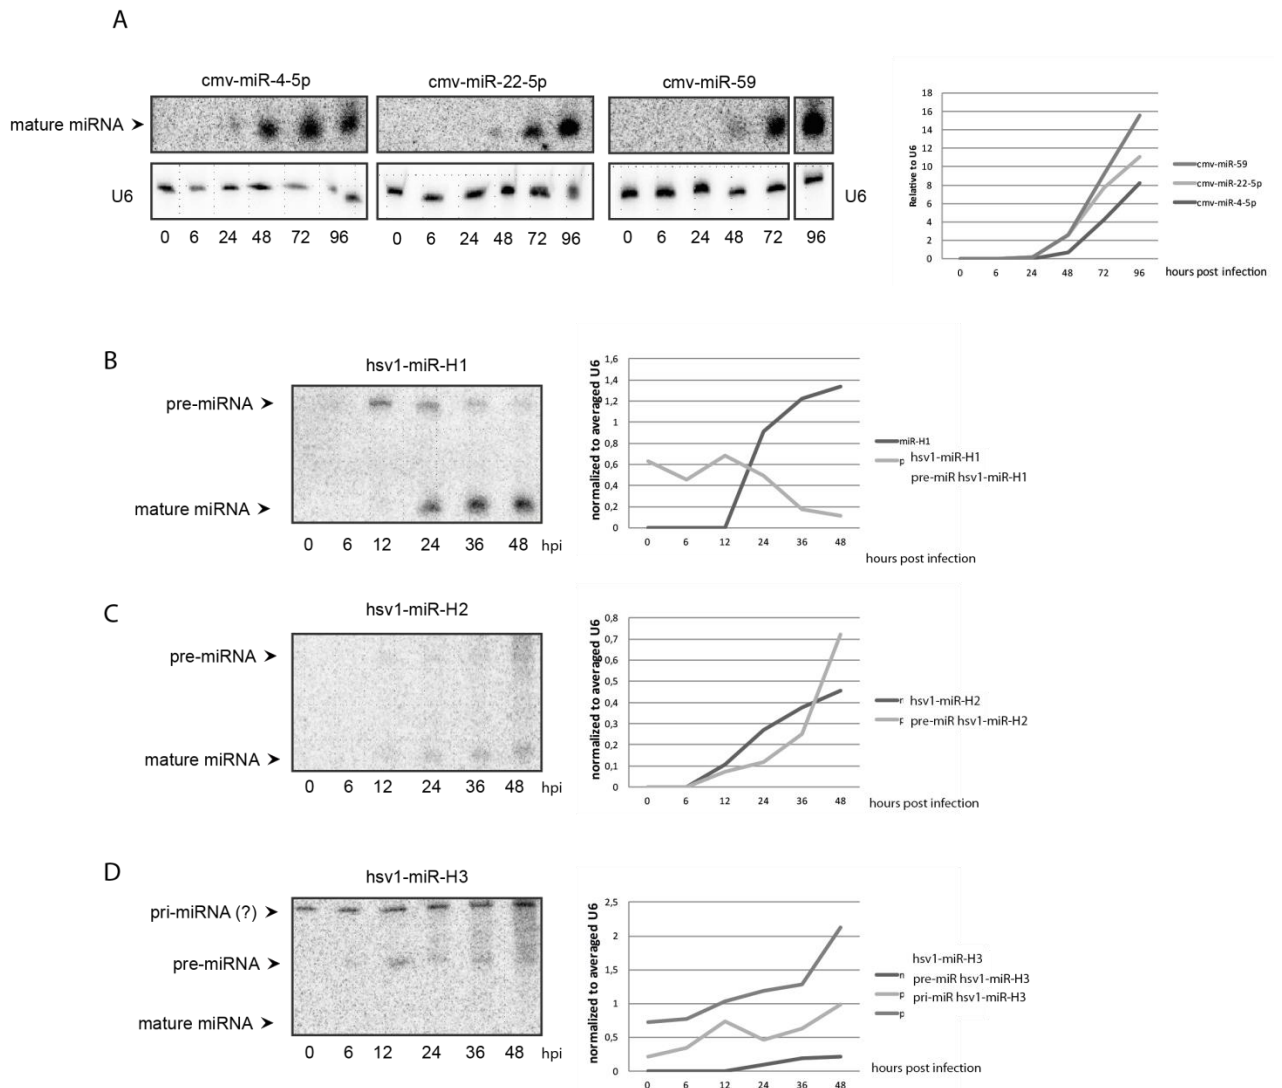 A
cmv-miR-4-5p
cmv-miR-22-5p
cmv-miR-59
mature miRNA ➤
U6
U6
0 6 24 48 72 96
0 6 24 48 72 96
0 6 24 48 72 96
18
16
14
12
10
8
6
4
2
0
Relative to U6
0 6 24 48 72 96
hours post infection
cmv-miR-59
cmv-miR-22-5p
cmv-miR-4-5p
B
hsv1-miR-H1
pre-miRNA ➤
mature miRNA ➤
0 6 12 24 36 48 hpi
1,6
1,4
1,2
1
0,8
0,6
0,4
0,2
0
normalized to averaged U6
0 6 12 24 36 48
hours post infection
miR-H1
p hsv1-miR-H1
pre-miR hsv1-miR-H1
C
hsv1-miR-H2
pre-miRNA ➤
mature miRNA ➤
0 6 12 24 36 48 hpi
0,8
0,7
0,6
0,5
0,4
0,3
0,2
0,1
0
normalized to averaged U6
0 6 12 24 36 48
hours post infection
hsv1-miR-H2
pre-miR hsv1-miR-H2
D
hsv1-miR-H3
pri-miRNA (?) ➤
pre-miRNA ➤
mature miRNA ➤
0 6 12 24 36 48 hpi
2,5
2
1,5
1
0,5
0
normalized to averaged U6
0 6 12 24 36 48
hours post infection
hsv1-miR-H3
pre-miR hsv1-miR-H3
pri-miR hsv1-miR-H3
p